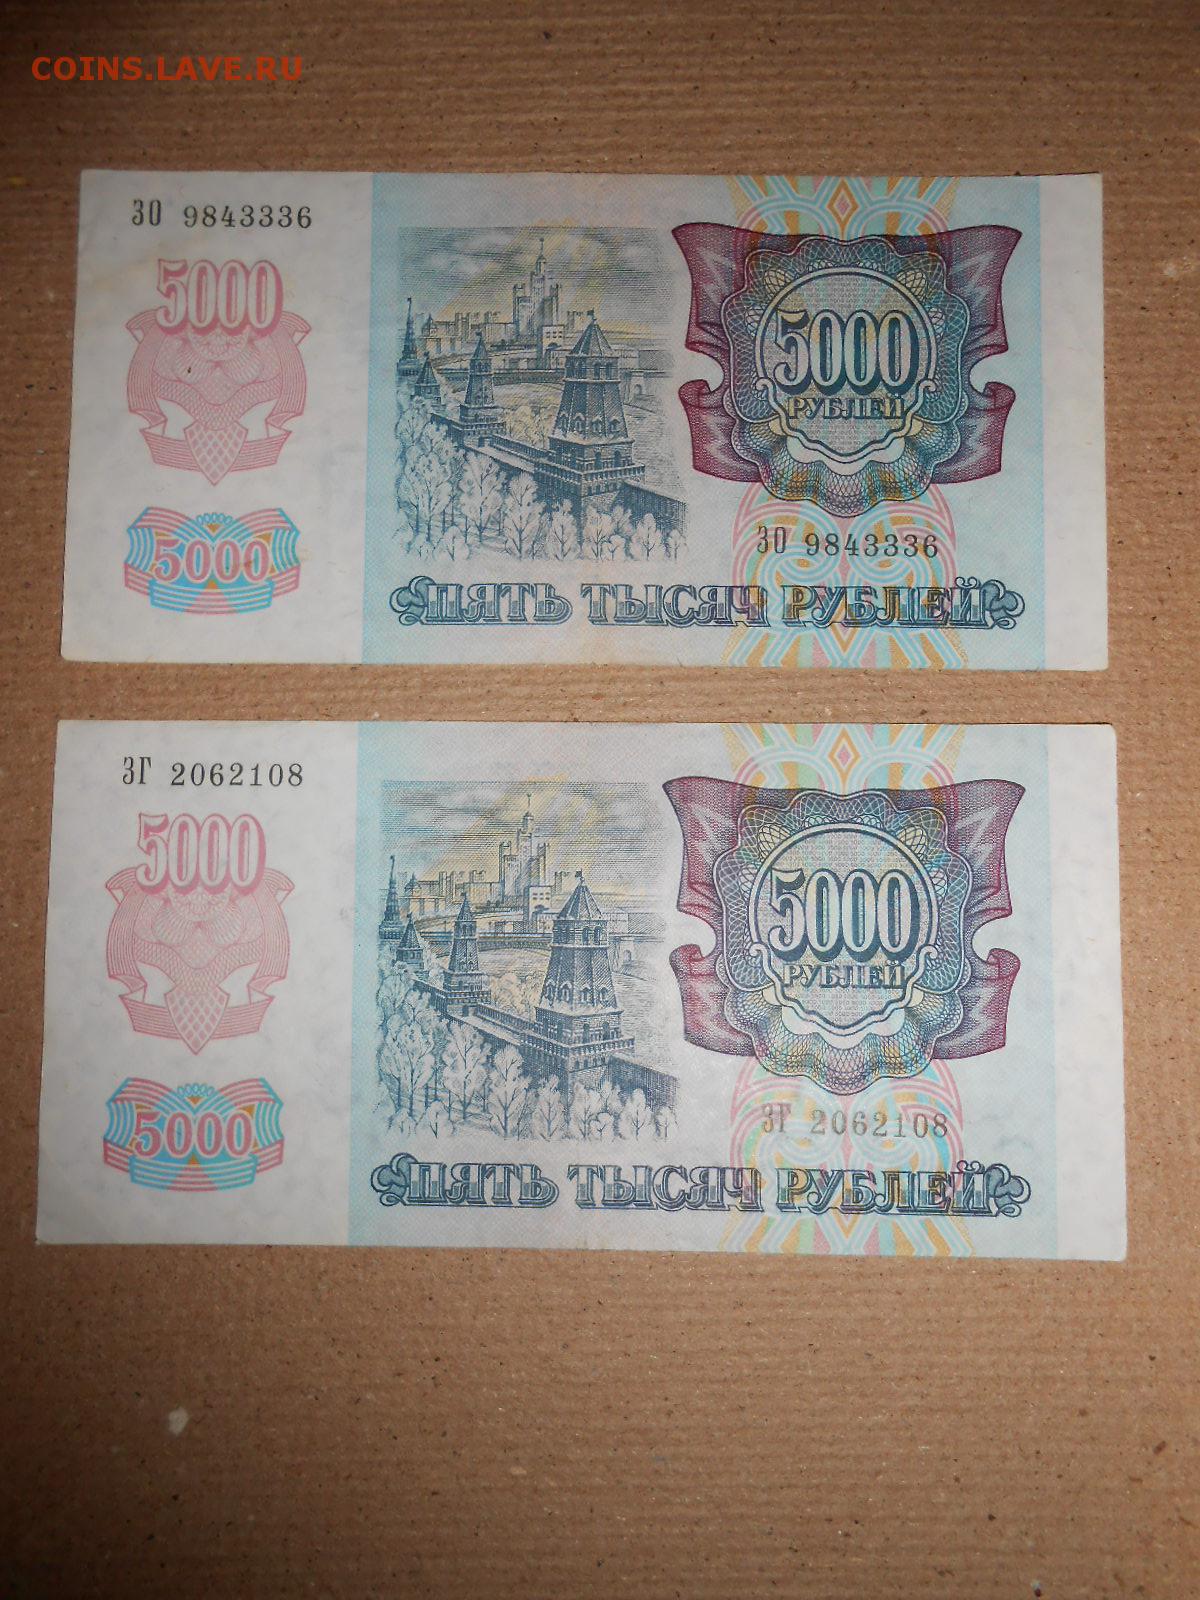 COINS.LAVE.RU
ЗО 9843336
5000
5000
РУБЛЕЙ
5000
ЗО 9843336
ПЯТЬ ТЫСЯЧ РУБЛЕЙ
ЗГ 2062108
5000
5000
РУБЛЕЙ
5000
ЗГ 2062108
ПЯТЬ ТЫСЯЧ РУБЛЕЙ